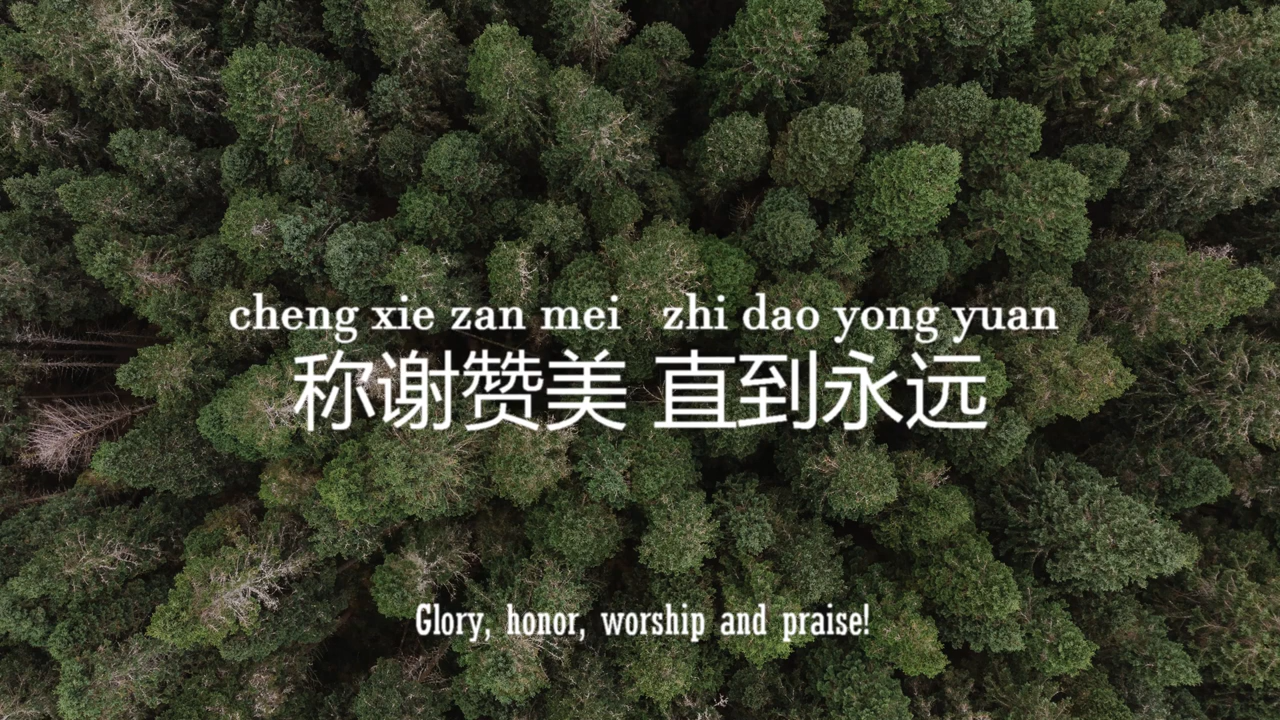 cheng xie zan mei zhi dao yong yuan
称谢赞美 直到永远
Glory, honor, worship and praise!